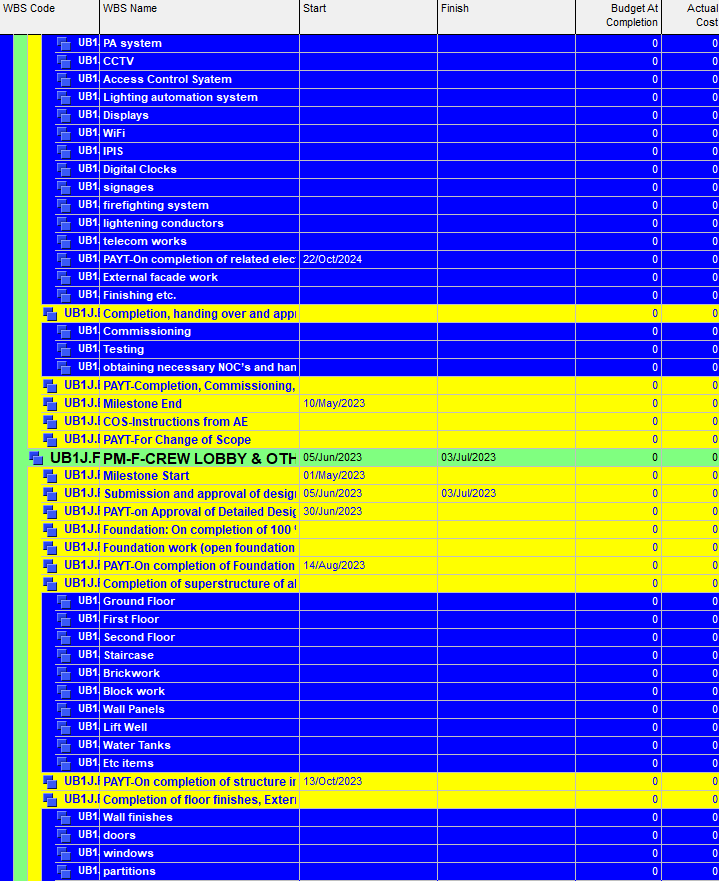 WBS Code WBS Name Start Finish Budget At Completion Actual Cost
UB1. PA system 0 0
UB1. CCTV 0 0
UB1. Access Control Syatem 0 0
UB1. Lighting automation system 0 0
UB1. Displays 0 0
UB1. WiFi 0 0
UB1. IPIS 0 0
UB1. Digital Clocks 0 0
UB1. signages 0 0
UB1. firefighting system 0 0
UB1. lightening conductors 0 0
UB1. telecom works 0 0
UB1. PAYT-On completion of related elec 22/Oct/2024 0 0
UB1. External facade work 0 0
UB1. Finishing etc. 0 0
UB1J. Completion, handing over and app 0 0
UB1. Commissioning 0 0
UB1. Testing 0 0
UB1. obtaining necessary NOC's and han 0 0
UB1J. PAYT-Completion, Commissioning, 0 0
UB1J. Milestone End 10/May/2023 0 0
UB1J. COS-Instructions from AE 0 0
UB1J. PAYT-For Change of Scope 0 0
UB1J.F PM-F-CREW LOBBY & OTH 05/Jun/2023 03/Jul/2023 0 0
UB1J. Milestone Start 01/May/2023 0 0
UB1J. Submission and approval of desig 05/Jun/2023 03/Jul/2023 0 0
UB1J. PAYT-on Approval of Detailed Desig 30/Jun/2023 0 0
UB1J. Foundation: On completion of 100 0 0
UB1J. Foundation work (open foundation 0 0
UB1J. PAYT-On completion of Foundation 14/Aug/2023 0 0
UB1J. Completion of superstructure of al 0 0
UB1. Ground Floor 0 0
UB1. First Floor 0 0
UB1. Second Floor 0 0
UB1. Staircase 0 0
UB1. Brickwork 0 0
UB1. Block work 0 0
UB1. Wall Panels 0 0
UB1. Lift Well 0 0
UB1. Water Tanks 0 0
UB1. Etc items 0 0
UB1J. PAYT-On completion of structure in 13/Oct/2023 0 0
UB1J. Completion of floor finishes, Exter 0 0
UB1. Wall finishes 0 0
UB1. doors 0 0
UB1. windows 0 0
UB1. partitions 0 0